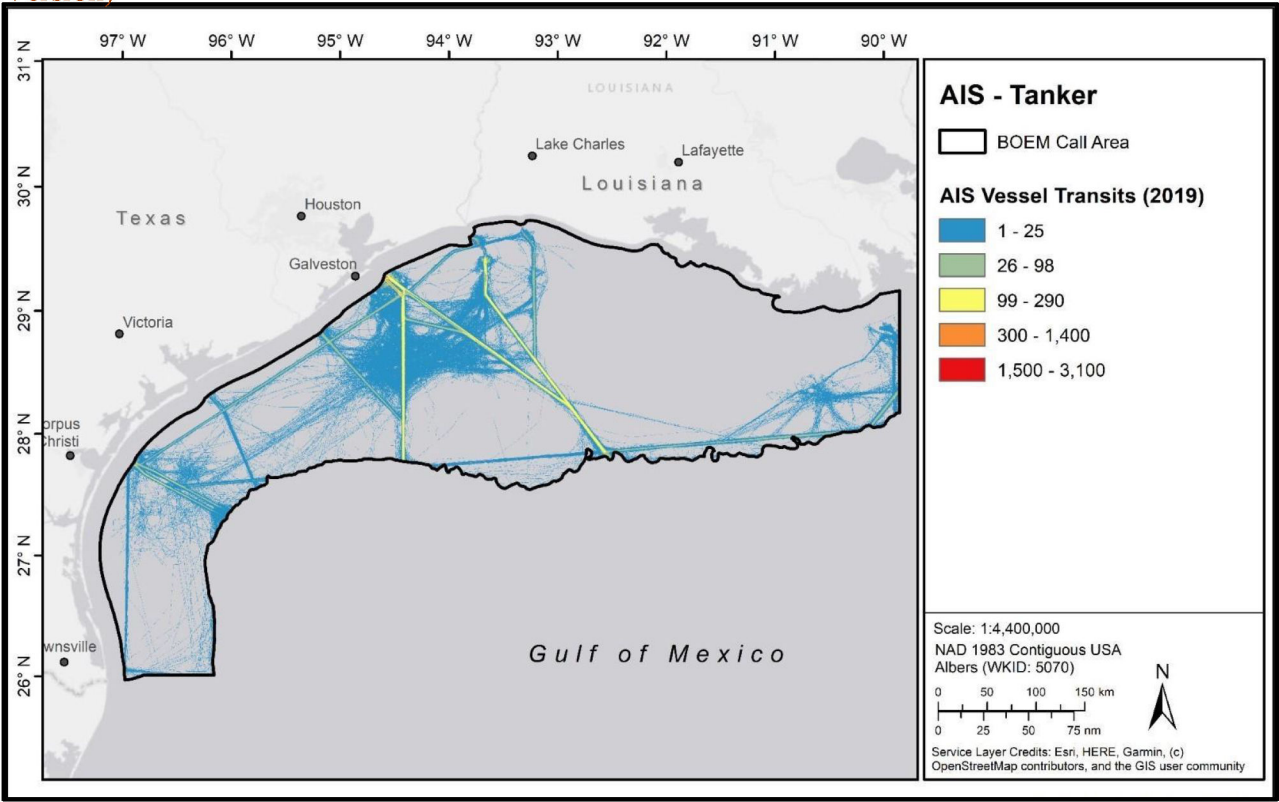 97° W 96° W 95° W 94° W 93° W 92° W 91° W 90° W
31° N
30° N
29° N
28° N
27° N
26° N
LOUISIANA
Lake Charles
Lafayette
Louisiana
Texas
Houston
Galveston
Victoria
orpus
Christi
wnsville
Gulf of Mexico
AIS - Tanker
BOEM Call Area
AIS Vessel Transits (2019)
1 - 25
26 - 98
99 - 290
300 - 1,400
1,500 - 3,100
Scale: 1:4,400,000
NAD 1983 Contiguous USA
Albers (WKID: 5070)
N
0 50 100 150 km
0 25 50 75 nm
Service Layer Credits: Esri, HERE, Garmin, (c)
OpenStreetMap contributors, and the GIS user community